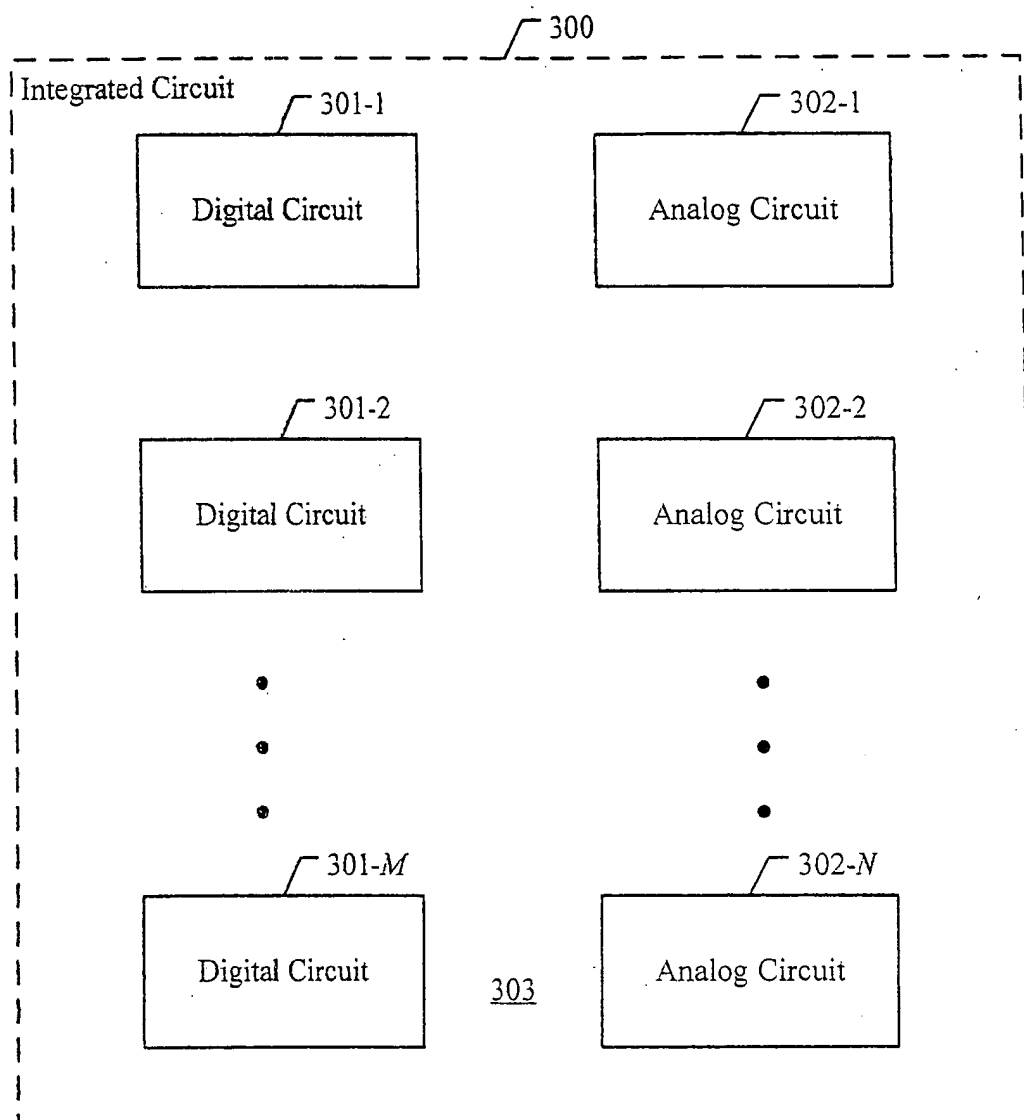 300
Integrated Circuit
301-1
302-1
Digital Circuit
Analog Circuit
301-2
302-2
Digital Circuit
Analog Circuit
301-M
302-N
Digital Circuit
Analog Circuit
303